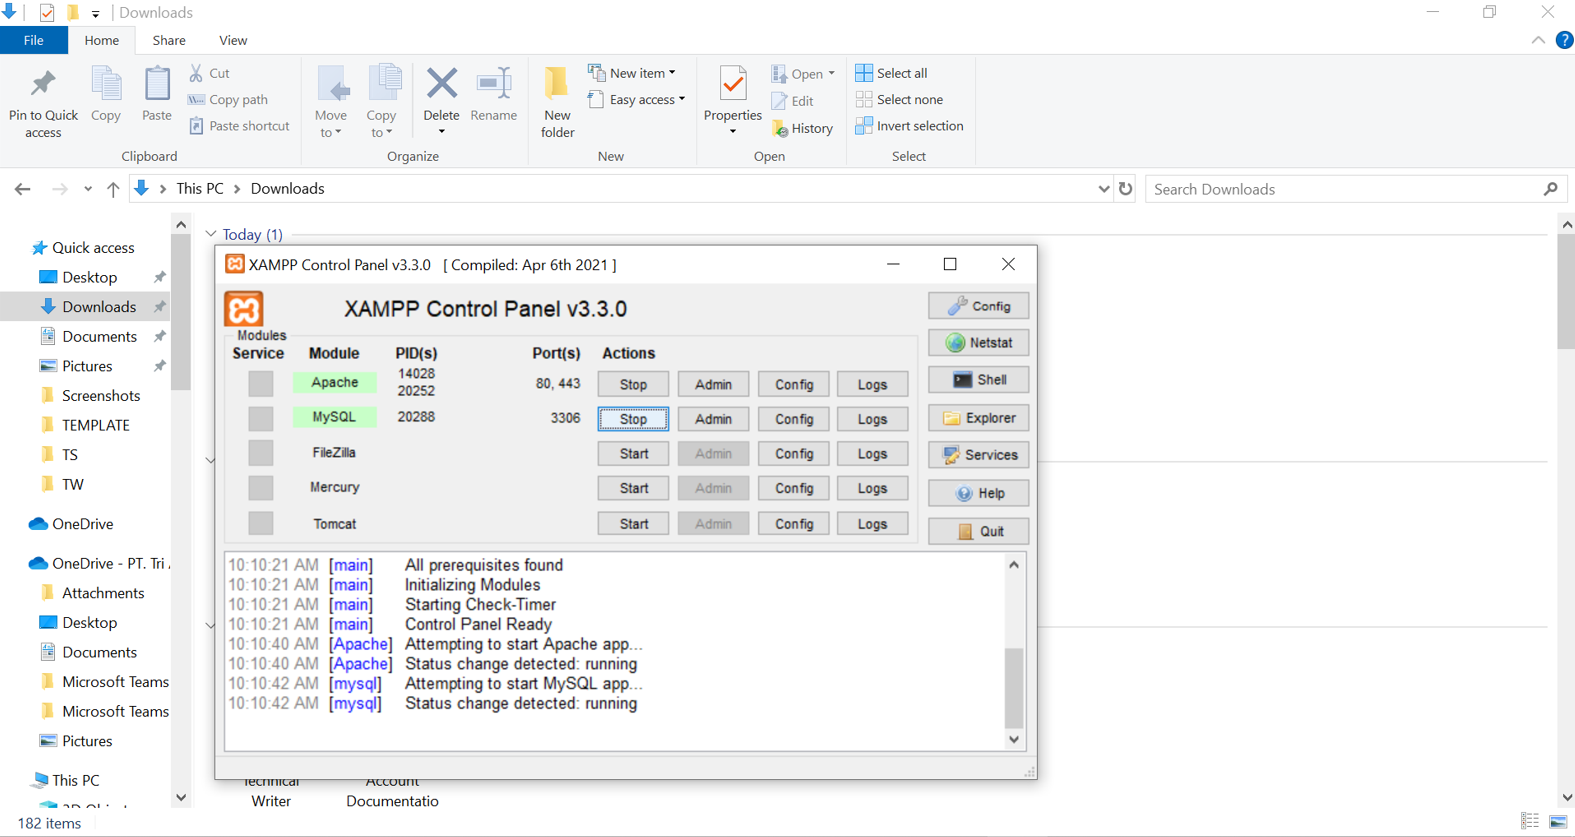 Downloads
File Home Share View
Pin to Quick access
Copy
Paste
Cut
Copy path
Paste shortcut
Clipboard
Move to
Copy to
Delete
Rename
Organize
New folder
New item
Easy access
New
Properties
Open
Edit
History
Open
Select all
Select none
Invert selection
Select
This PC > Downloads
Search Downloads
Quick access
Desktop
Downloads
Documents
Pictures
Screenshots
TEMPLATE
TS
TW
OneDrive
OneDrive - PT. Tri
Attachments
Desktop
Documents
Microsoft Teams
Microsoft Teams
Pictures
This PC
3D Object
182 items
Today (1)
XAMPP Control Panel v3.3.0 [ Compiled: Apr 6th 2021 ]
XAMPP Control Panel v3.3.0
Modules
Service Module PID(s) Port(s) Actions
Apache 14028 20252 80, 443 Stop Admin Config Logs
MySQL 20288 3306 Stop Admin Config Logs
FileZilla Start Admin Config Logs
Mercury Start Admin Config Logs
Tomcat Start Admin Config Logs
Config
Netstat
Shell
Explorer
Services
Help
Quit
10:10:21 AM [main] All prerequisites found
10:10:21 AM [main] Initializing Modules
10:10:21 AM [main] Starting Check-Timer
10:10:21 AM [main] Control Panel Ready
10:10:40 AM [Apache] Attempting to start Apache app...
10:10:40 AM [Apache] Status change detected: running
10:10:42 AM [mysql] Attempting to start MySQL app...
10:10:42 AM [mysql] Status change detected: running
Technical Writer
Account Documentatio